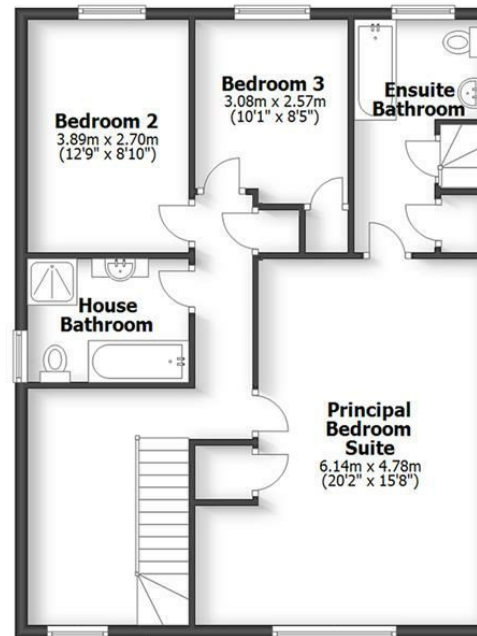 Bedroom 2
3.89m x 2.70m
(12'9" x 8'10")
Bedroom 3
3.08m x 2.57m
(10'1" x 8'5")
Ensuite
Bathroom
House
Bathroom
Principal
Bedroom
Suite
6.14m x 4.78m
(20'2" x 15'8")